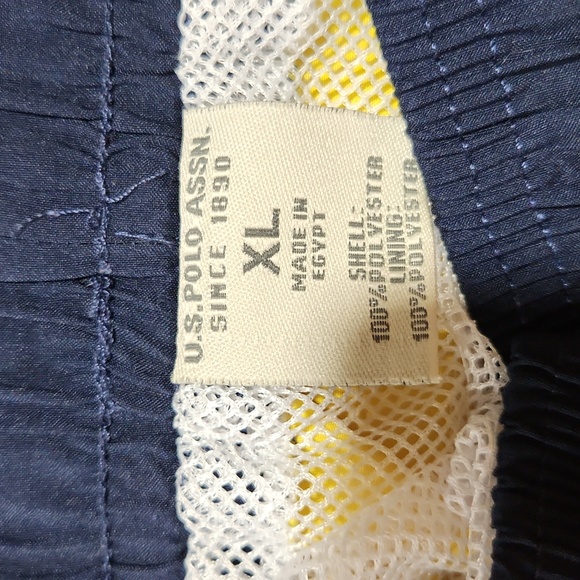 U.S. POLO ASSN.
SINCE 1890
XL
MADE IN
EGYPT
SHELL:
100% POLYESTER
LINING:
100% POLYESTER